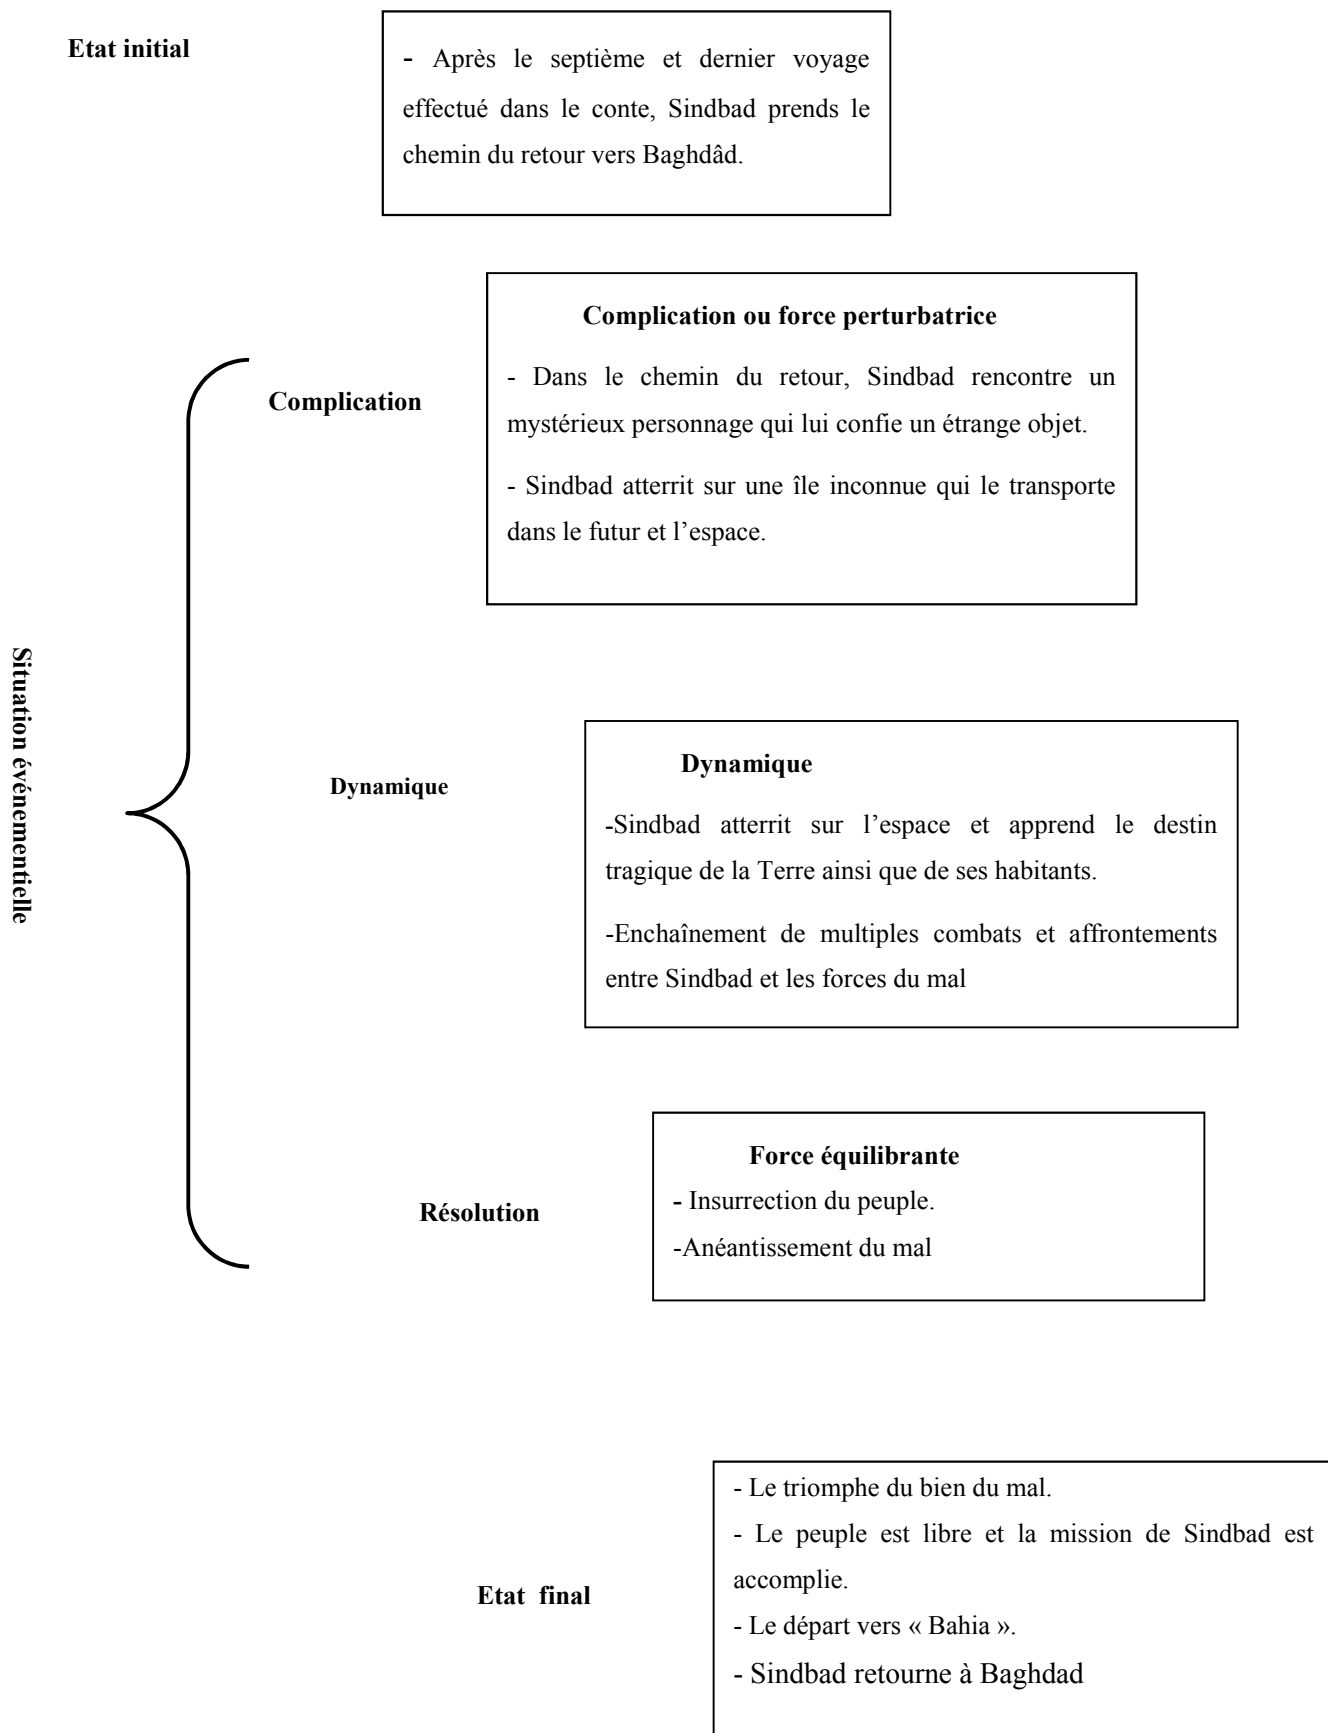 Etat initial
- Après le septième et dernier voyage
effectué dans le conte, Sindbad prends le
chemin du retour vers Baghdâd.
Situation événementielle
Complication
Complication ou force perturbatrice
- Dans le chemin du retour, Sindbad rencontre un
mystérieux personnage qui lui confie un étrange objet.
- Sindbad atterrit sur une île inconnue qui le transporte
dans le futur et l’espace.
Dynamique
Dynamique
-Sindbad atterrit sur l’espace et apprend le destin
tragique de la Terre ainsi que de ses habitants.
-Enchaînement de multiples combats et affrontements
entre Sindbad et les forces du mal
Résolution
Force équilibrante
- Insurrection du peuple.
-Anéantissement du mal
Etat final
- Le triomphe du bien du mal.
- Le peuple est libre et la mission de Sindbad est
accomplie.
- Le départ vers « Bahia ».
- Sindbad retourne à Baghdad